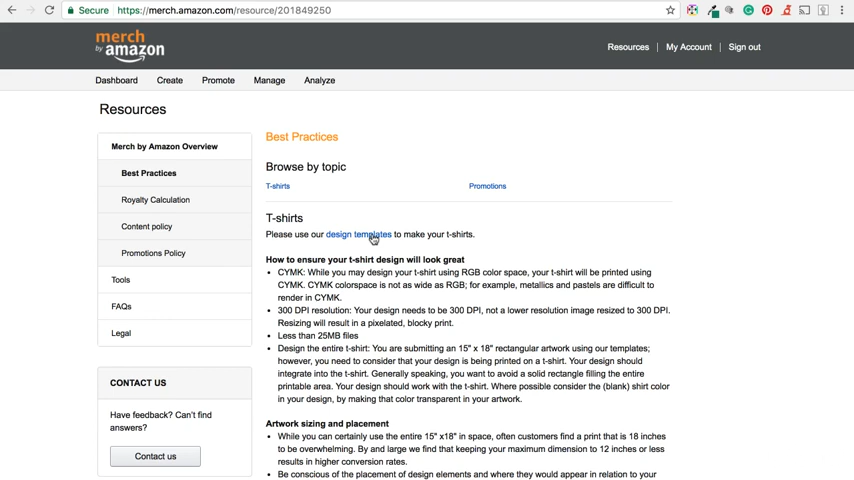 Secure https://merch.amazon.com/resource/201849250
merch
by amazon
Resources My Account Sign out
Dashboard Create Promote Manage Analyze
Resources
Merch by Amazon Overview
Best Practices
Royalty Calculation
Content policy
Promotions Policy
Tools
FAQs
Legal
CONTACT US
Have feedback? Can't find
answers?
Contact us
Best Practices
Browse by topic
T-shirts Promotions
T-shirts
Please use our design templates to make your t-shirts.
How to ensure your t-shirt design will look great
• CYMK: While you may design your t-shirt using RGB color space, your t-shirt will be printed using
CYMK. CYMK colorspace is not as wide as RGB; for example, metallics and pastels are difficult to
render in CYMK.
• 300 DPI resolution: Your design needs to be 300 DPI, not a lower resolution image resized to 300 DPI.
Resizing will result in a pixelated, blocky print.
• Less than 25MB files
• Design the entire t-shirt: You are submitting an 15" x 18" rectangular artwork using our templates;
however, you need to consider that your design is being printed on a t-shirt. Your design should
integrate into the t-shirt. Generally speaking, you want to avoid a solid rectangle filling the entire
printable area. Your design should work with the t-shirt. Where possible consider the (blank) shirt color
in your design, by making that color transparent in your artwork.
Artwork sizing and placement
• While you can certainly use the entire 15" x18" in space, often customers find a print that is 18 inches
to be overwhelming. By and large we find that keeping your maximum dimension to 12 inches or less
results in higher conversion rates.
• Be conscious of the placement of design elements and where they would appear in relation to your